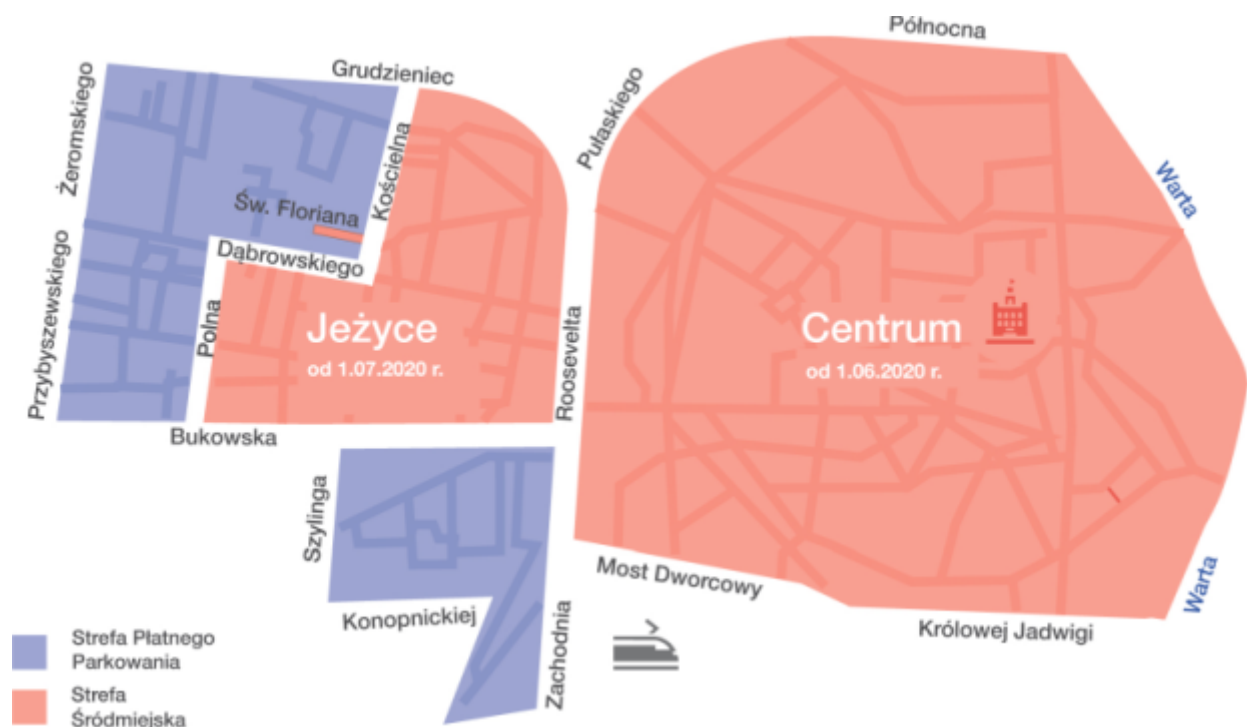 Północna
Grudzieniec
Żeromskiego
Pułaskiego
Kościelna
Warta
Św. Floriana
Dąbrowskiego
Przybyszewskiego
Polna
Jeżyce
od 1.07.2020 r.
Roosevelta
Centrum
od 1.06.2020 r.
Bukowska
Szylinga
Most Dworcowy
Warta
Konopnickiej
Zachodnia
Królowej Jadwigi
Strefa Płatnego
Parkowania
Strefa
Śródmiejska